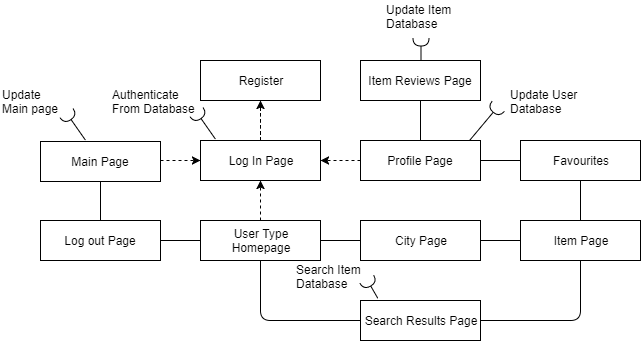 Update Item
Database
Register
Item Reviews Page
Update
Main page
Authenticate
From Database
Update User
Database
Main Page
Log In Page
Profile Page
Favourites
Log out Page
User Type
Homepage
City Page
Item Page
Search Item
Database
Search Results Page